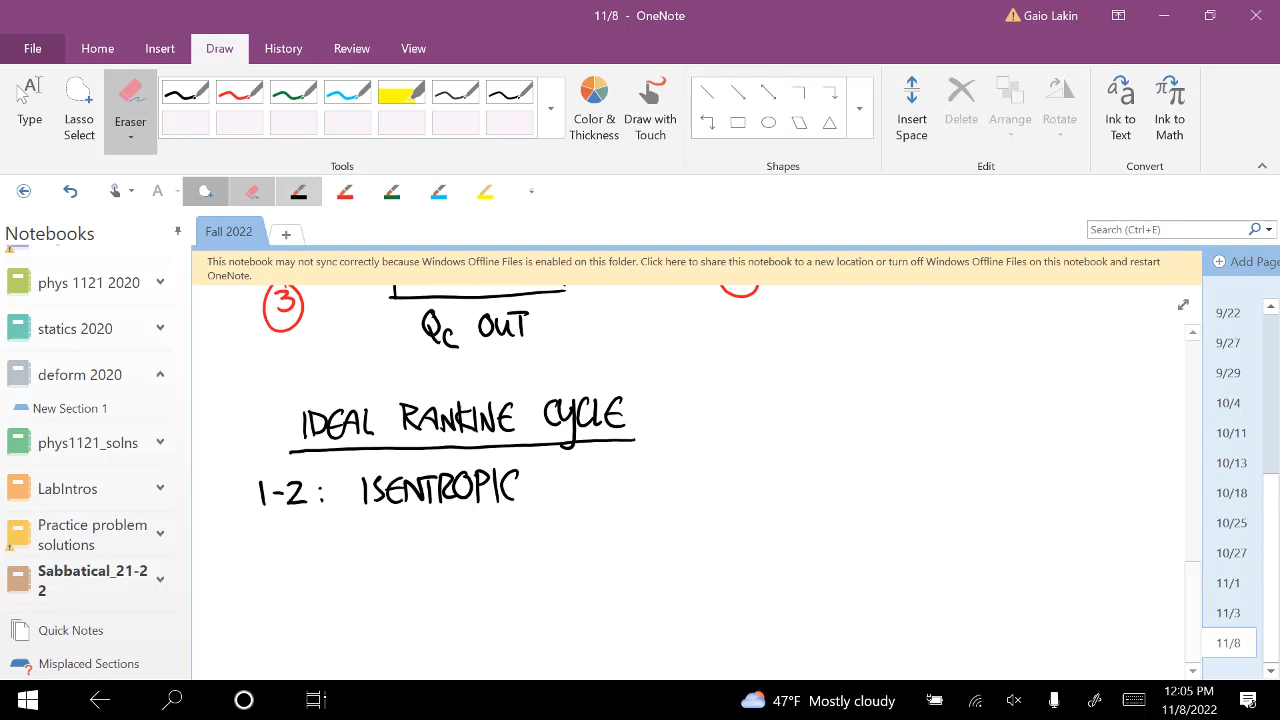 11/8 - OneNote
Gaio Lakin
File Home Insert Draw History Review View
Type
Lasso Select
Eraser
Color & Thickness
Draw with Touch
Insert Space
Delete
Arrange
Rotate
Ink to Text
Ink to Math
Tools
Shapes
Edit
Convert
Notebooks
Fall 2022
Search (Ctrl+E)
This notebook may not sync correctly because Windows Offline Files is enabled on this folder. Click here to share this notebook to a new location or turn off Windows Offline Files on this notebook and restart
OneNote.
Add Page
phys 1121 2020
statics 2020
deform 2020
New Section 1
phys1121_solns
LabIntros
Practice problem
solutions
Sabbatical_21-2
2
Quick Notes
Misplaced Sections
3
Qc OUT
IDEAL RANKINE CYCLE
1-2: ISENTROPIC
9/22
9/27
9/29
10/4
10/11
10/13
10/18
10/25
10/27
11/1
11/3
11/8
47°F Mostly cloudy
12:05 PM
11/8/2022